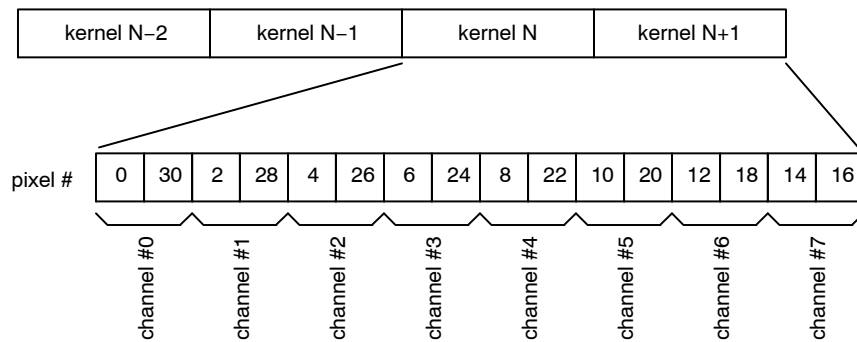 kernel N−2 kernel N−1 kernel N kernel N+1
pixel # 0 30 2 28 4 26 6 24 8 22 10 20 12 18 14 16
channel #0
channel #1
channel #2
channel #3
channel #4
channel #5
channel #6
channel #7